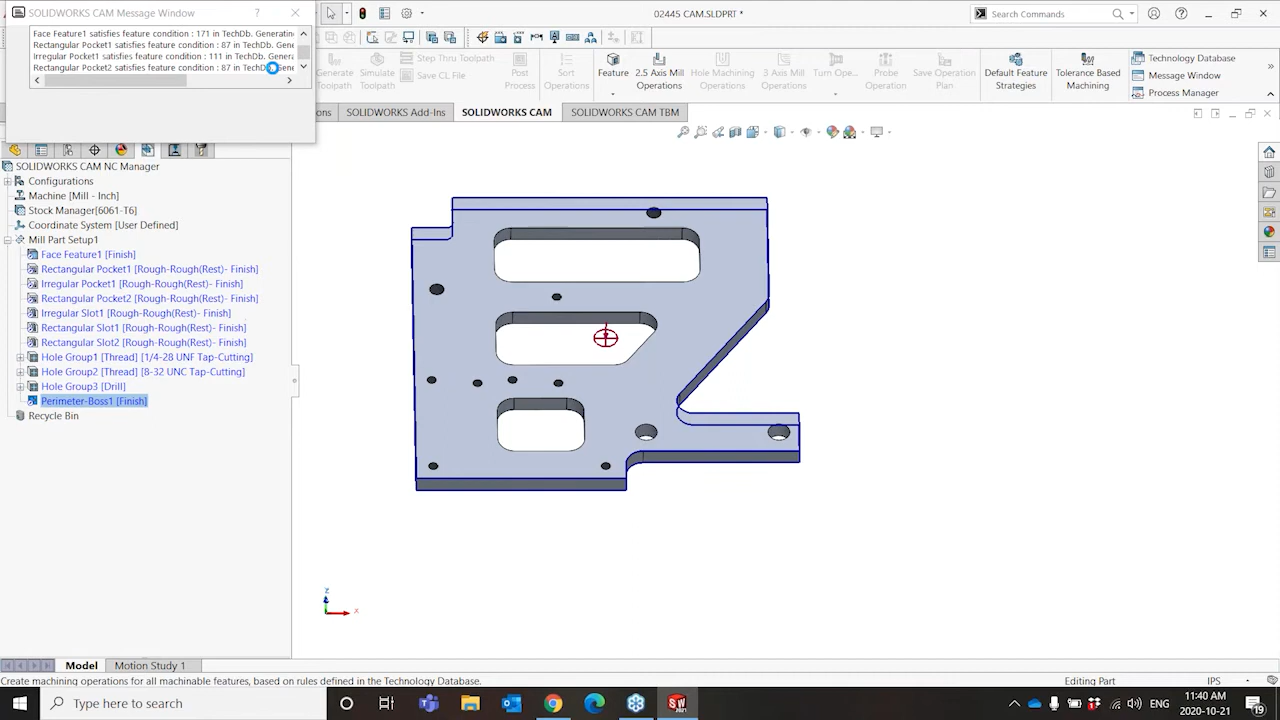 SOLIDWORKS CAM Message Window
?
Face Feature1 satisfies feature condition : 171 in TechDb. Generatin
Rectangular Pocket1 satisfies feature condition : 87 in TechDb. Gene
Irregular Pocket1 satisfies feature condition : 111 in TechDb. Genera
Rectangular Pocket2 satisfies feature condition : 87 in TechDb. Gene
02445 CAM.SLDPRT *
Search Commands
Generate Toolpath
Simulate Toolpath
Step Thru Toolpath
Save CL File
Post Process
Sort Operations
Feature
2.5 Axis Mill Operations
Hole Machining Operations
3 Axis Mill Operations
Turn Ope...
Probe Operation
Save Operation Plan
Default Feature Strategies
Tolerance Based Machining
Technology Database
Message Window
Process Manager
ons
SOLIDWORKS Add-Ins
SOLIDWORKS CAM
SOLIDWORKS CAM TBM
SOLIDWORKS CAM NC Manager
Configurations
Machine [Mill - Inch]
Stock Manager[6061-T6]
Coordinate System [User Defined]
Mill Part Setup1
Face Feature1 [Finish]
Rectangular Pocket1 [Rough-Rough(Rest)- Finish]
Irregular Pocket1 [Rough-Rough(Rest)- Finish]
Rectangular Pocket2 [Rough-Rough(Rest)- Finish]
Irregular Slot1 [Rough-Rough(Rest)- Finish]
Rectangular Slot1 [Rough-Rough(Rest)- Finish]
Rectangular Slot2 [Rough-Rough(Rest)- Finish]
Hole Group1 [Thread] [1/4-28 UNF Tap-Cutting]
Hole Group2 [Thread] [8-32 UNC Tap-Cutting]
Hole Group3 [Drill]
Perimeter-Boss1 [Finish]
Recycle Bin
Z
X
Model
Motion Study 1
Create machining operations for all machinable features, based on rules defined in the Technology Database.
Editing Part
IPS
Type here to search
SW
2021
ENG
11:40 AM
2020-10-21
19